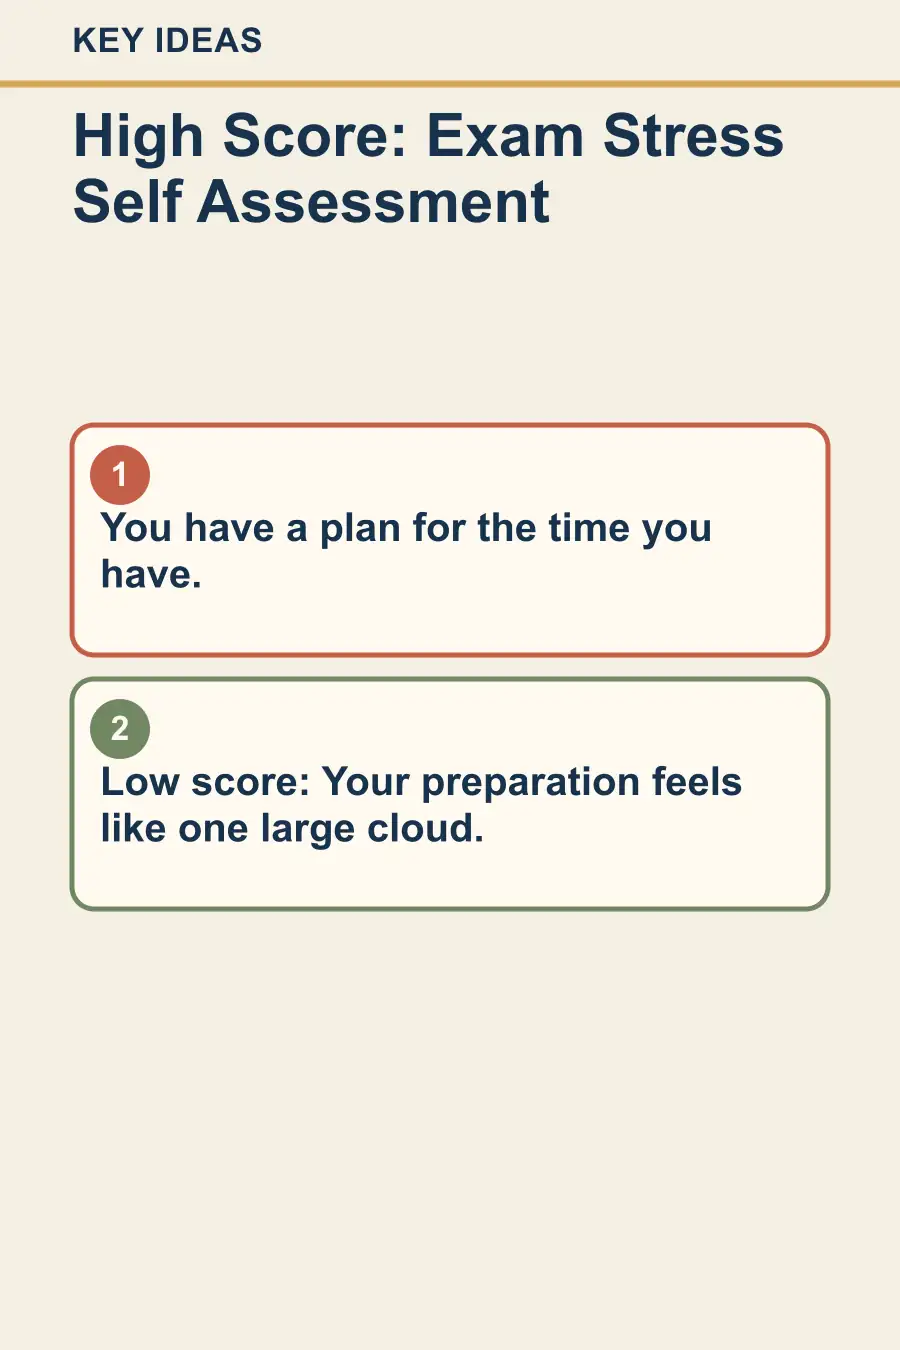 KEY IDEAS
High Score: Exam Stress
Self Assessment
1
You have a plan for the time you
have.
2
Low score: Your preparation feels
like one large cloud.